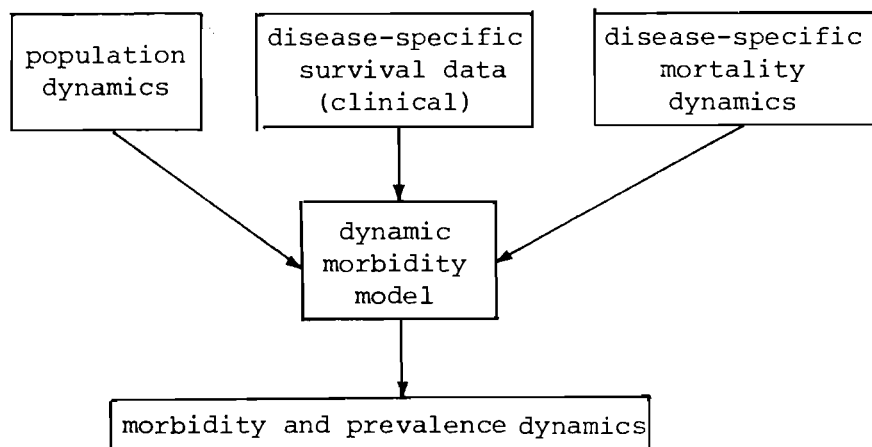 population
dynamics
disease-specific
survival data
(clinical)
disease-specific
mortality
dynamics
dynamic
morbidity
model
morbidity and prevalence dynamics